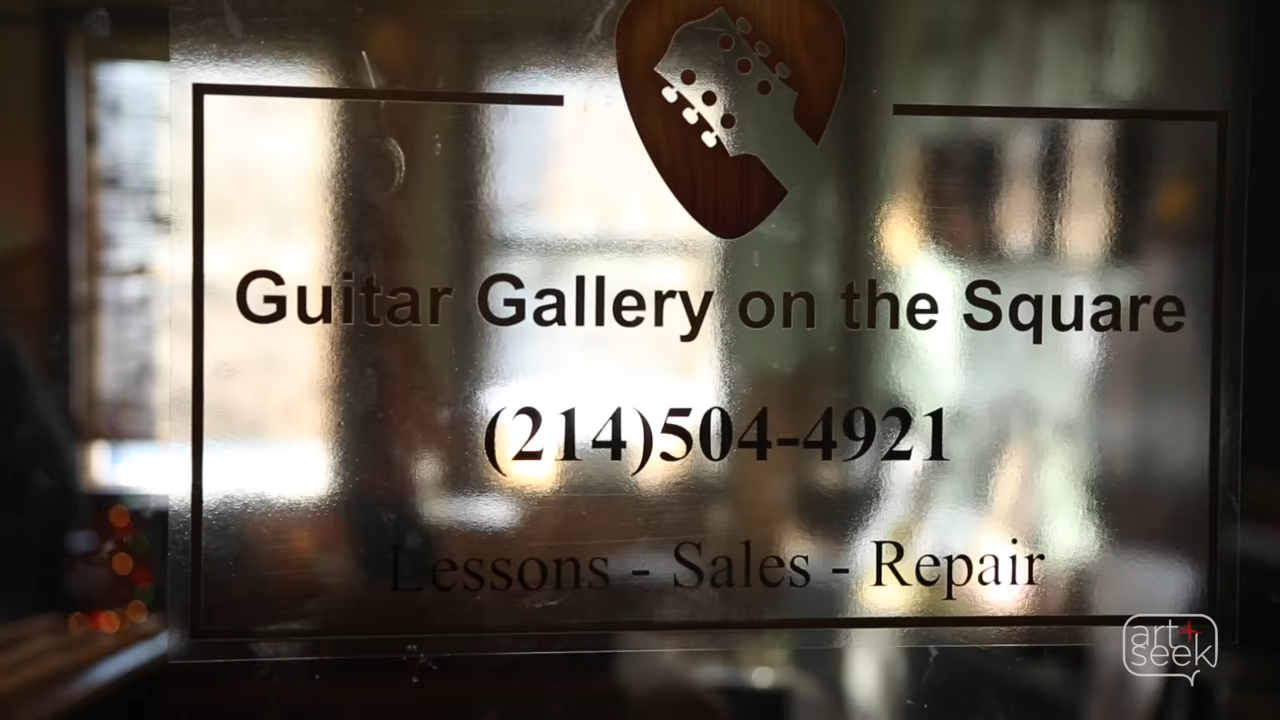 Guitar Gallery on the Square
(214)504-4921
Lessons - Sales - Repair
art
seek